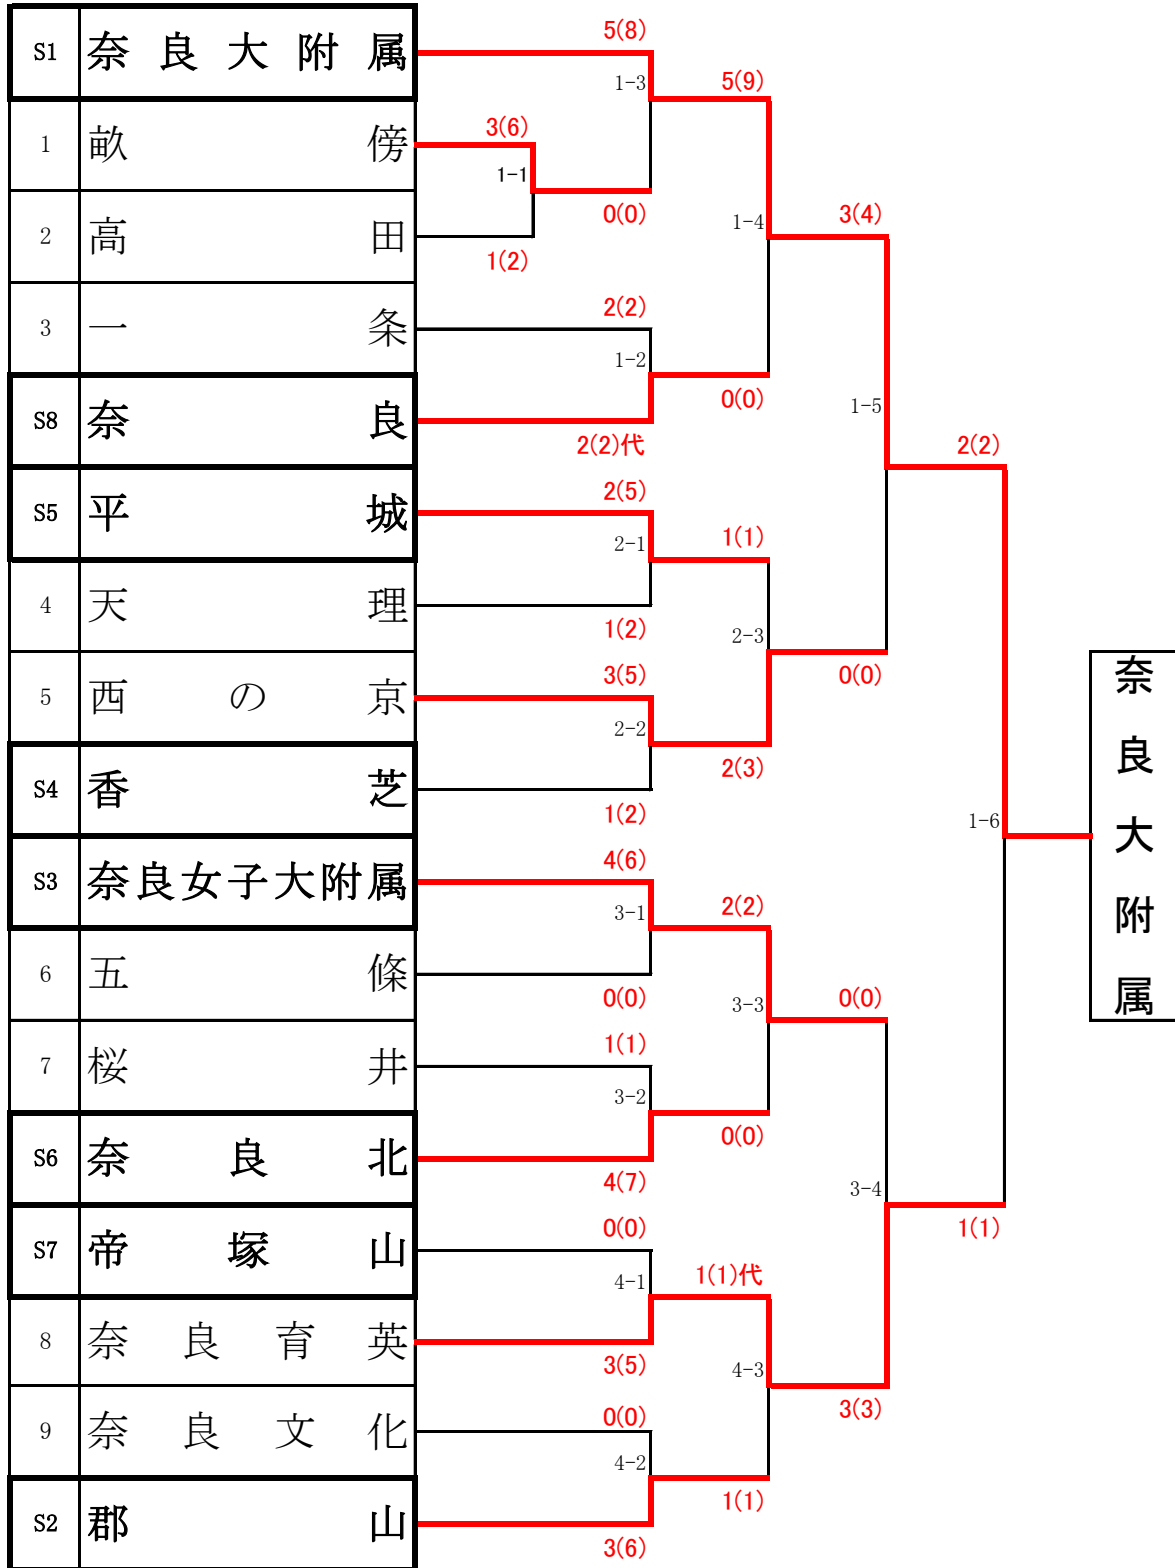 S1 奈良大附属
1 畝傍
2 高田
3 一条
S8 奈良
S5 平城
4 天理
5 西の京
S4 香芝
S3 奈良女子大附属
6 五條
7 桜井
S6 奈良北
S7 帝塚山
8 奈良育英
9 奈良文化
S2 郡山
3(6)
1-1
1(2)
5(8)
1-3
0(0)
2(2)
1-2
2(2)代
2(5)
2-1
1(2)
3(5)
2-2
1(2)
4(6)
3-1
0(0)
1(1)
3-2
4(7)
0(0)
4-1
3(5)
0(0)
4-2
3(6)
5(9)
1-4
0(0)
1(1)
2-3
2(3)
2(2)
3-3
0(0)
1(1)代
4-3
1(1)
3(4)
1-5
0(0)
0(0)
3-4
3(3)
2(2)
1-6
1(1)
奈良大附属